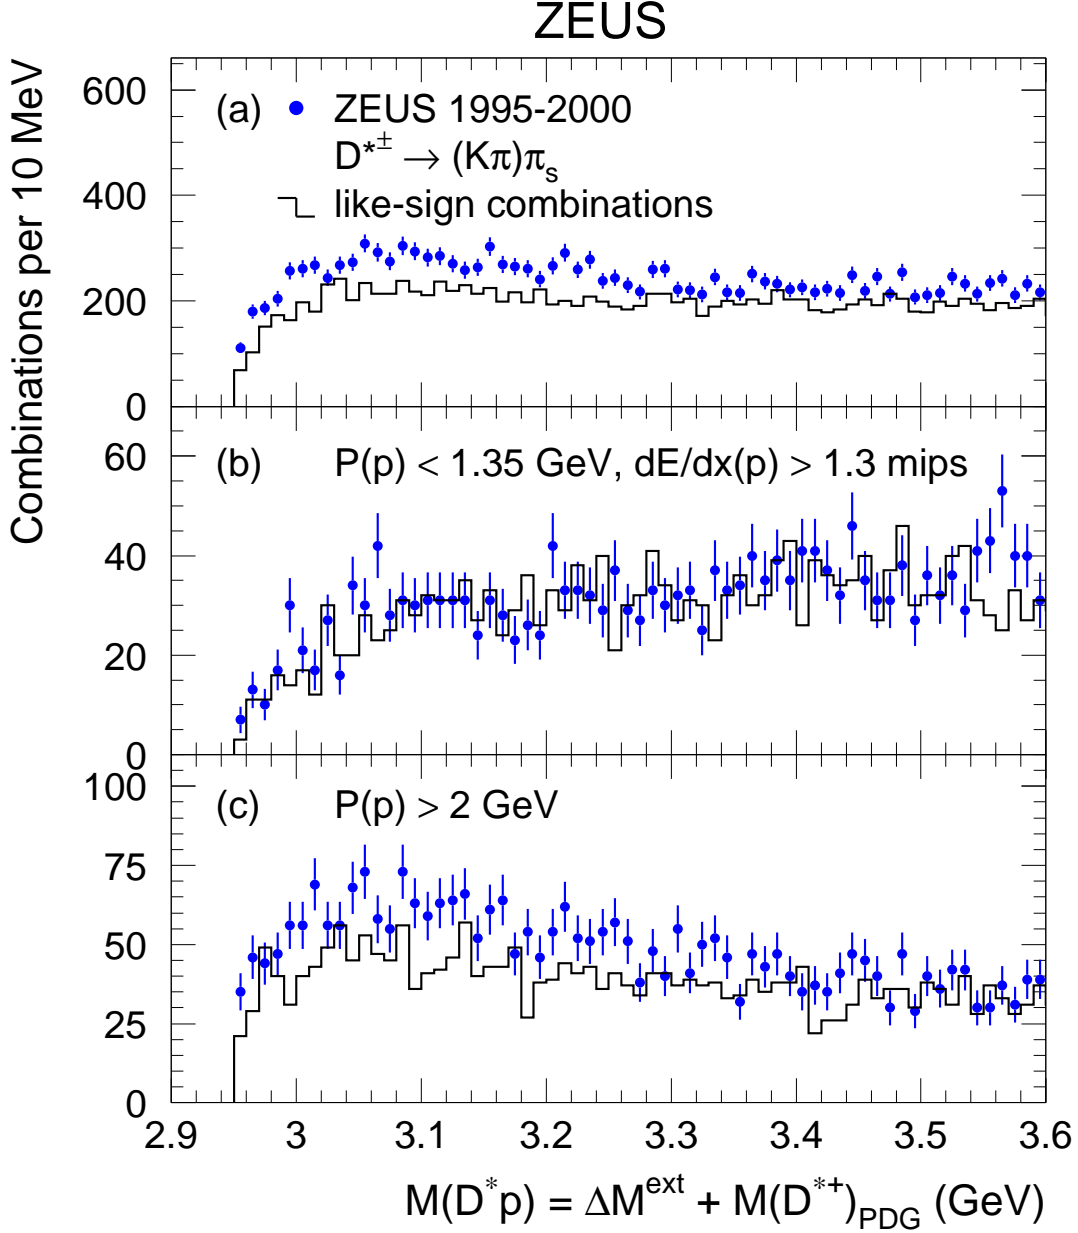 ZEUS
Combinations per 10 MeV
600
400
200
0
(a)
ZEUS 1995-2000
D*± → (Kπ)πs
like-sign combinations
60
40
20
0
(b) P(p) < 1.35 GeV, dE/dx(p) > 1.3 mips
100
75
50
25
0
(c) P(p) > 2 GeV
2.9 3 3.1 3.2 3.3 3.4 3.5 3.6
M(D*p) = ΔM^ext + M(D*+)PDG (GeV)